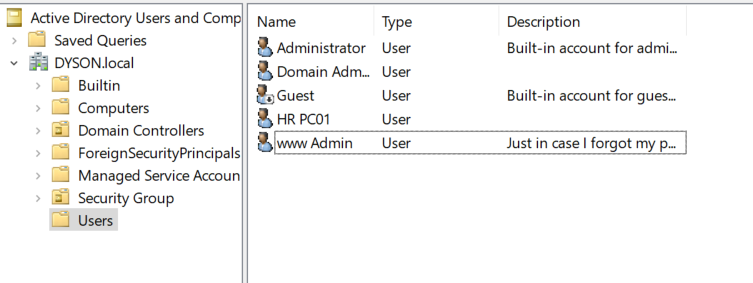 Active Directory Users and Comp
Saved Queries
DYSON.local
Builtin
Computers
Domain Controllers
ForeignSecurityPrincipals
Managed Service Accoun
Security Group
Users
Name Type Description
Administrator User Built-in account for admi...
Domain Adm... User
Guest User Built-in account for gues...
HR PC01 User
www Admin User Just in case I forgot my p...